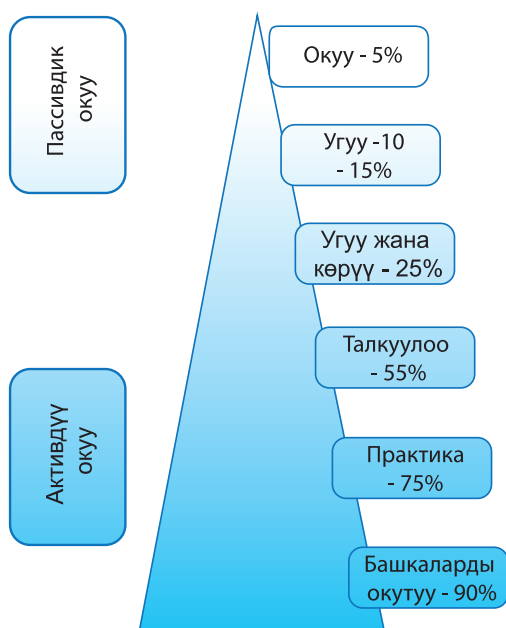 Пассивдик
окуу
Окуу - 5%
Угуу -10
- 15%
Угуу жана
көрүү - 25%
Талкуулоо
- 55%
Активдүү
окуу
Практика
- 75%
Башкаларды
окутуу - 90%